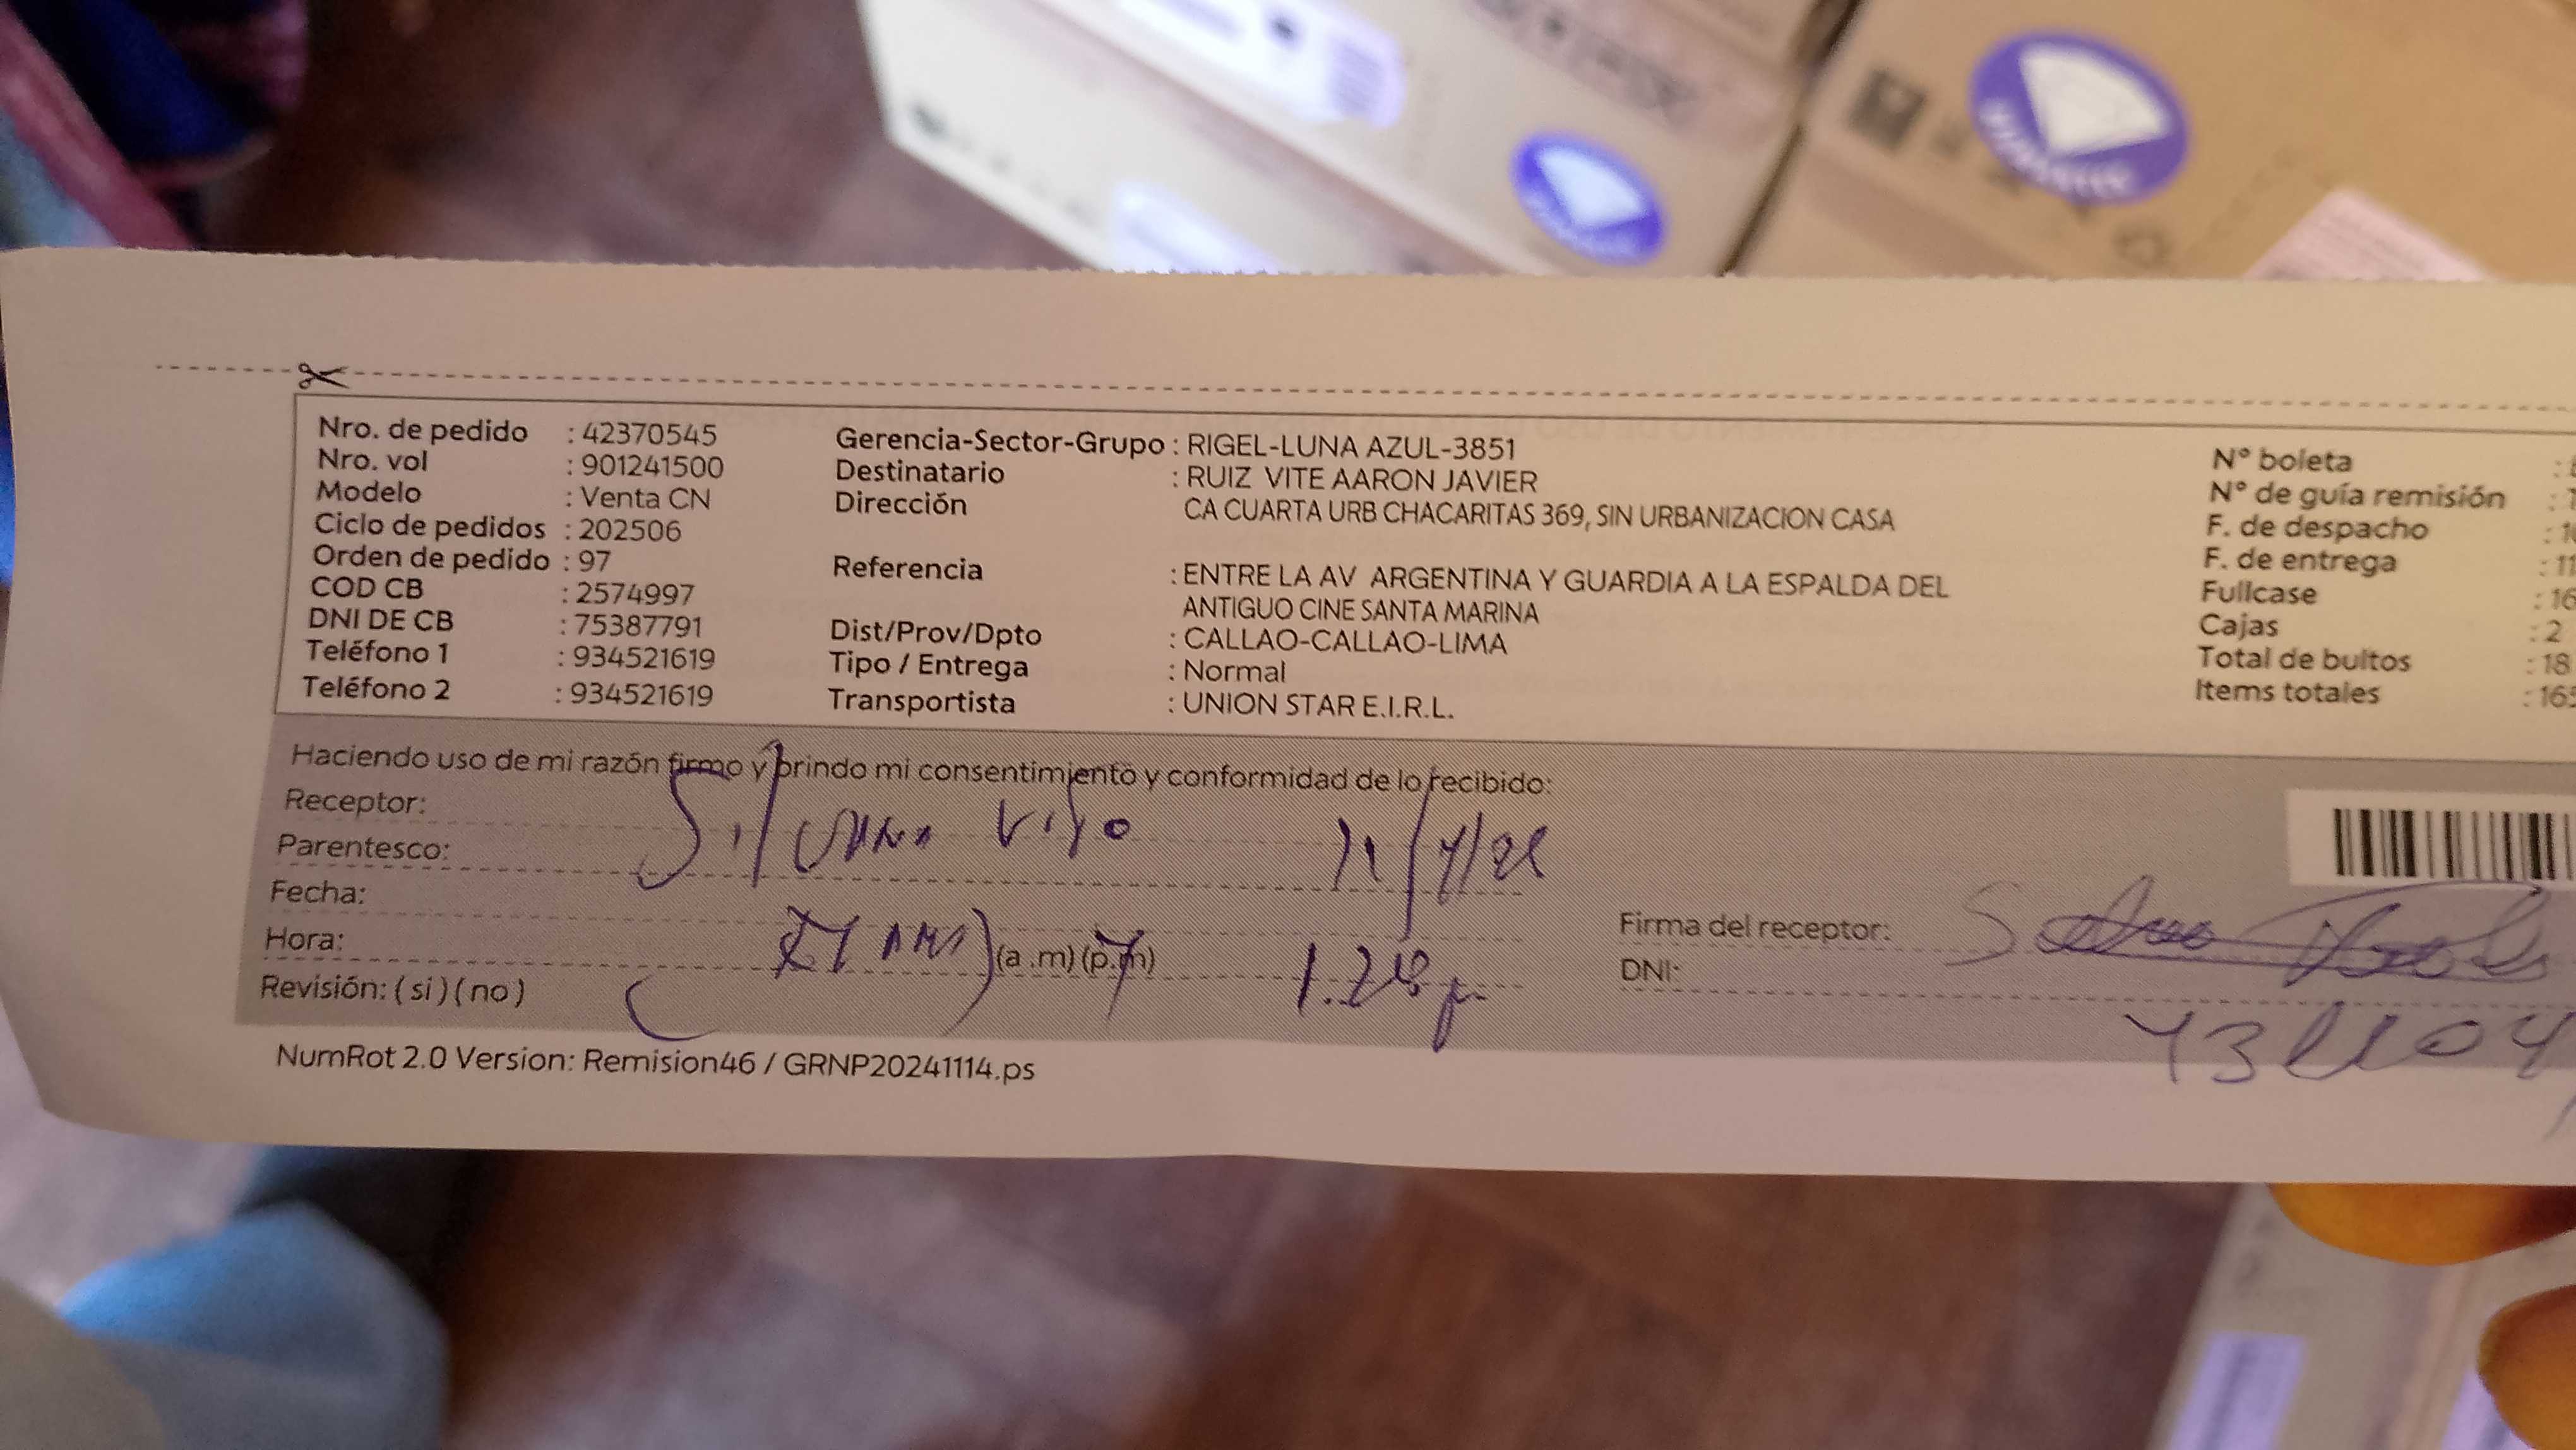 Nro. de pedido : 42370545
Nro. vol : 901241500
Modelo : Venta CN
Ciclo de pedidos : 202506
Orden de pedido : 97
COD CB : 2574997
DNI DE CB : 75387791
Teléfono 1 : 934521619
Teléfono 2 : 934521619
Gerencia-Sector-Grupo : RIGEL-LUNA AZUL-3851
Destinatario : RUIZ VITE AARON JAVIER
Dirección CA CUARTA URB CHACARITAS 369, SIN URBANIZACION CASA
Referencia : ENTRE LA AV ARGENTINA Y GUARDIA A LA ESPALDA DEL
ANTIGUO CINE SANTA MARINA
Dist/Prov/Dpto : CALLAO-CALLAO-LIMA
Tipo / Entrega : Normal
Transportista : UNION STAR E.I.R.L.
N° boleta :
N° de guía remisión :
F. de despacho :
F. de entrega : 11
Fullcase : 16
Cajas : 2
Total de bultos : 18
Items totales : 165
Haciendo uso de mi razón firmo y brindo mi consentimiento y conformidad de lo recibido:
Receptor:
Parentesco:
Fecha:
Hora: (a.m) (p.m)
Revisión: ( si ) ( no )
Firma del receptor:
DNI:
NumRot 2.0 Version: Remision46 / GRNP20241114.ps